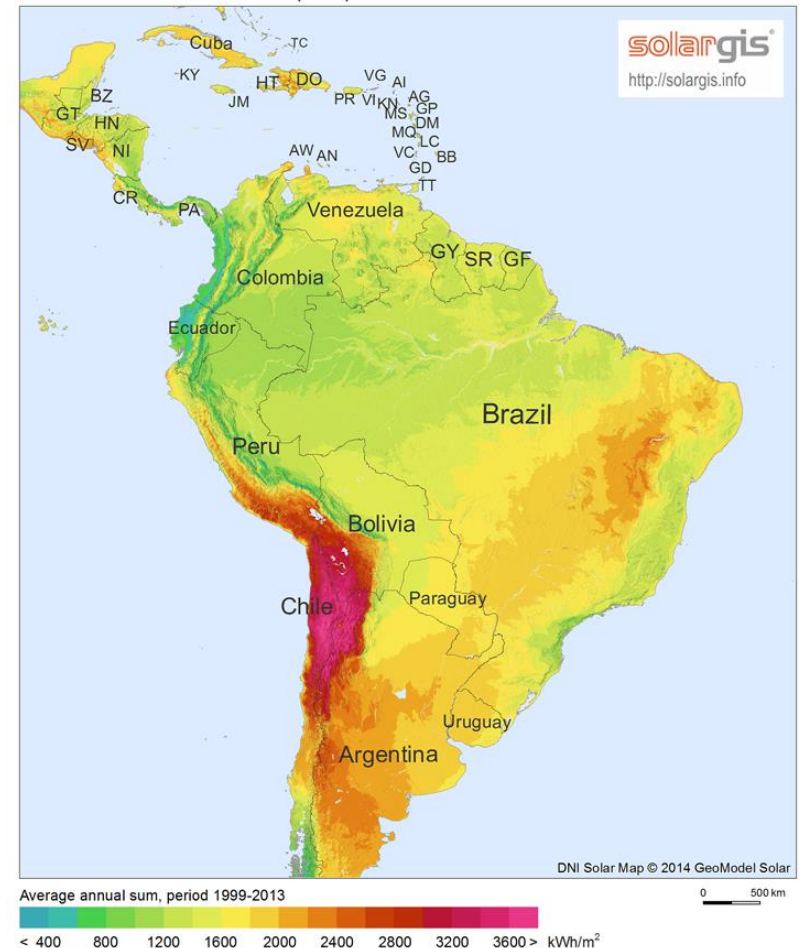 solargis
http://solargis.info
Cuba
TC
KY
HT
DO
JM
PR
VG
AI
VI
KN
AG
MS
GP
DM
MQ
LC
VC
BB
GD
TT
AW
AN
BZ
GT
HN
SV
NI
CR
PA
Venezuela
GY
SR
GF
Colombia
Ecuador
Brazil
Peru
Bolivia
Chile
Paraguay
Uruguay
Argentina
DNI Solar Map © 2014 GeoModel Solar
Average annual sum, period 1999-2013
0 500 km
< 400 800 1200 1600 2000 2400 2800 3200 3600 > kWh/m²